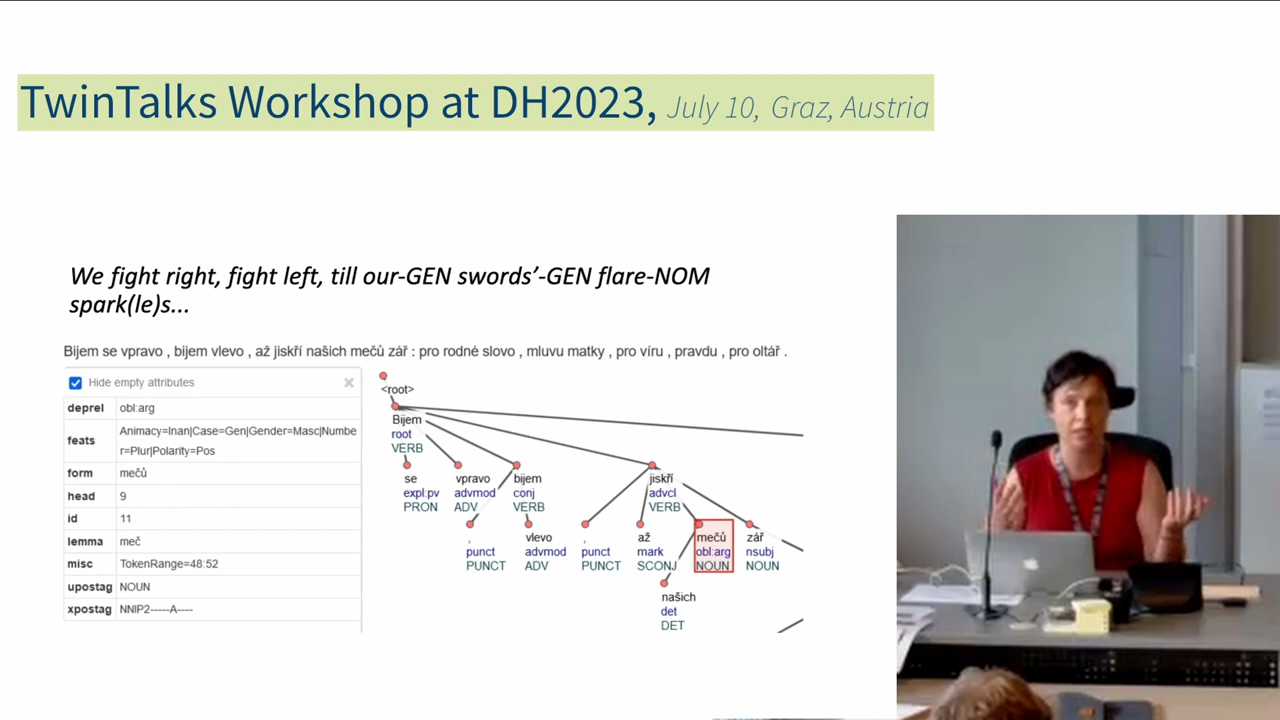 TwinTalks Workshop at DH2023, July 10, Graz, Austria
We fight right, fight left, till our-GEN swords'-GEN flare-NOM
spark(le)s...
Bijem se vpravo , bijem vlevo , až jiskří našich mečů zář : pro rodné slovo , mluvu matky , pro víru , pravdu , pro oltář .
Hide empty attributes ×
deprel obl:arg
feats Animacy=Inan|Case=Gen|Gender=Masc|Numbe
r=Plur|Polarity=Pos
form mečů
head 9
id 11
lemma meč
misc TokenRange=48:52
upostag NOUN
xpostag NNIP2-----A----
<root>
Bijem
root
VERB
se vpravo bijem jiskří
expl:pv advmod conj advcl
PRON ADV VERB VERB
, vlevo , až mečů zář
punct advmod punct mark obl:arg nsubj
PUNCT ADV PUNCT SCONJ NOUN NOUN
našich
det
DET